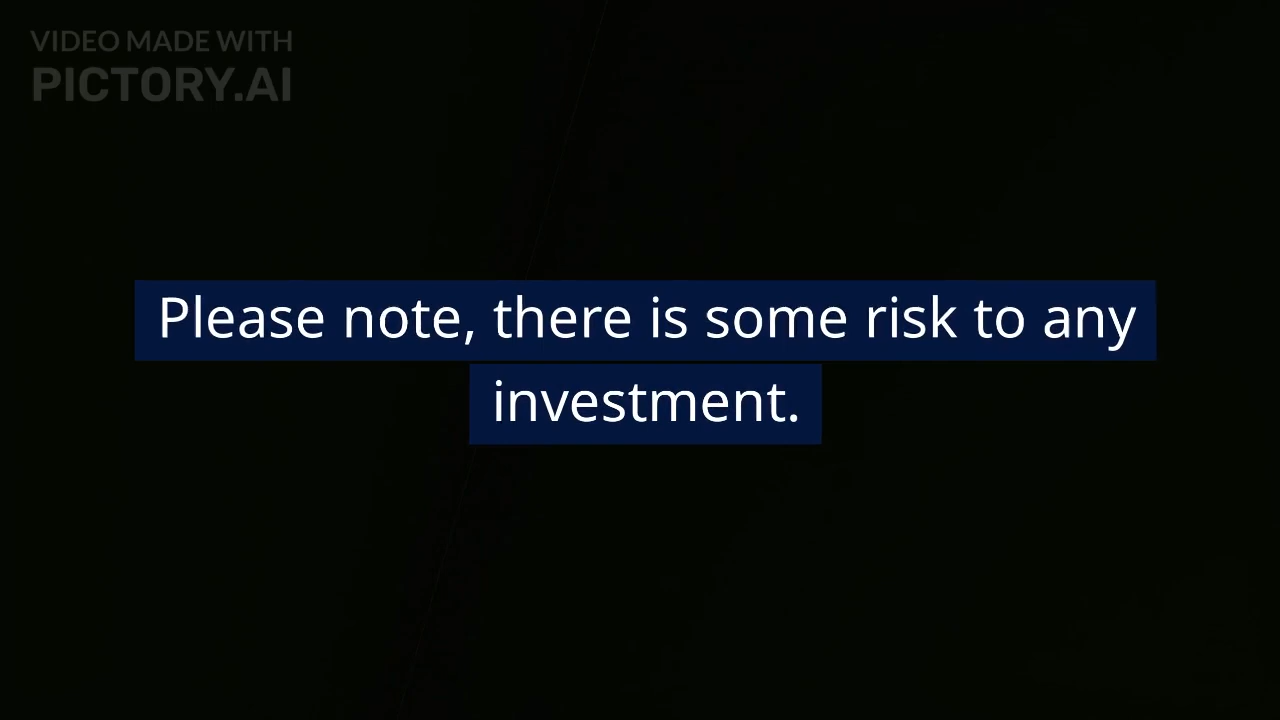 VIDEO MADE WITH
PICTORY.AI
Please note, there is some risk to any
investment.